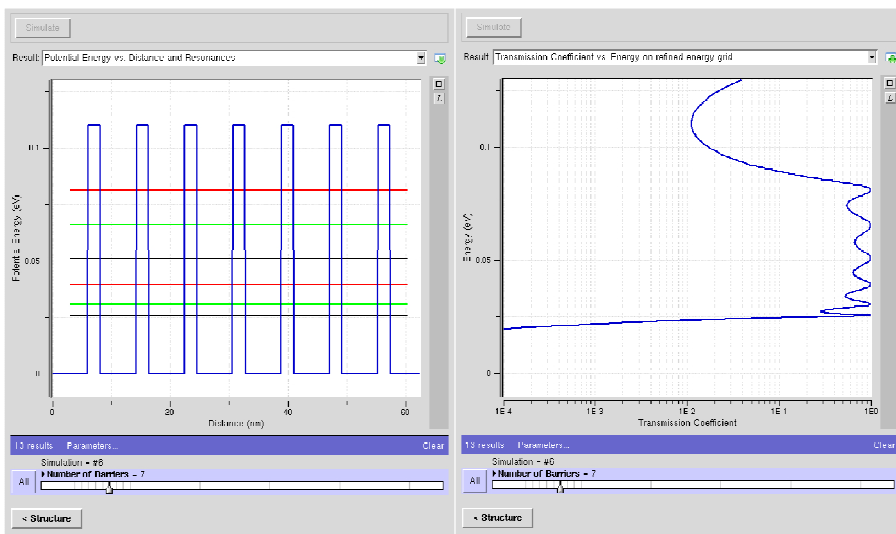 Simulate
Result: Potential Energy vs. Distance and Resonances
0.1
0.05
0
Potential Energy (eV)
0 20 40 60
Distance (nm)
13 results Parameters... Clear
Simulation = #6
All
Number of Barriers = 7
< Structure
Simulate
Result Transmission Coefficient vs. Energy on refined energy grid
0.1
0.05
0
Energy (eV)
1E-4 1E-3 1E-2 1E-1 1E0
Transmission Coefficient
13 results Parameters... Clear
Simulation = #6
All
Number of Barriers = 7
< Structure